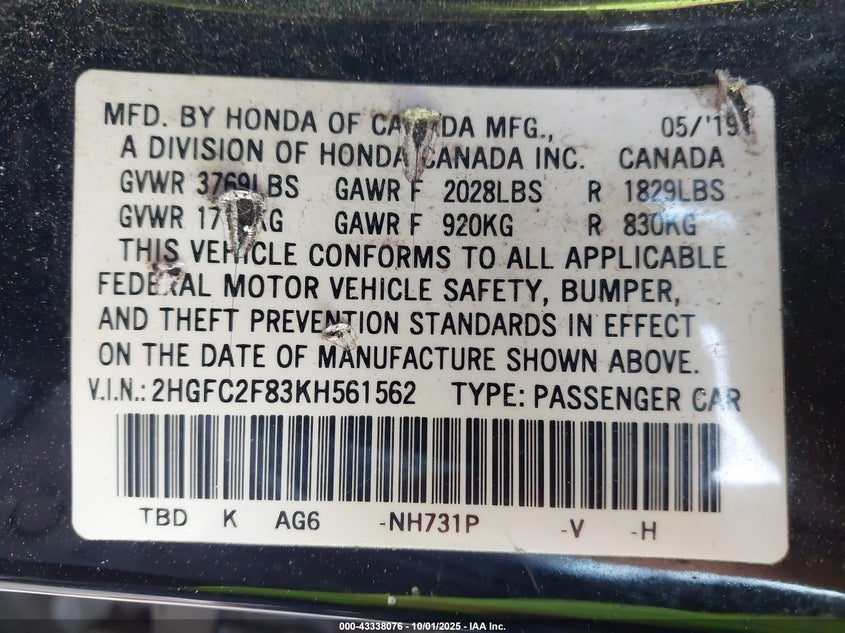 MFD. BY HONDA OF CANADA MFG., 05/'19
A DIVISION OF HONDA CANADA INC. CANADA
GVWR 3769LBS GAWR F 2028LBS R 1829LBS
GVWR GAWR F 920KG R 830KG
THIS VEHICLE CONFORMS TO ALL APPLICABLE
FEDERAL MOTOR VEHICLE SAFETY, BUMPER,
AND THEFT PREVENTION STANDARDS IN EFFECT
ON THE DATE OF MANUFACTURE SHOWN ABOVE.
V.I.N.: 2HGFC2F83KH561562 TYPE: PASSENGER CAR
TBD K AG6 -NH731P -V -H
000-43338076 - 10/01/2025 - IAA Inc.